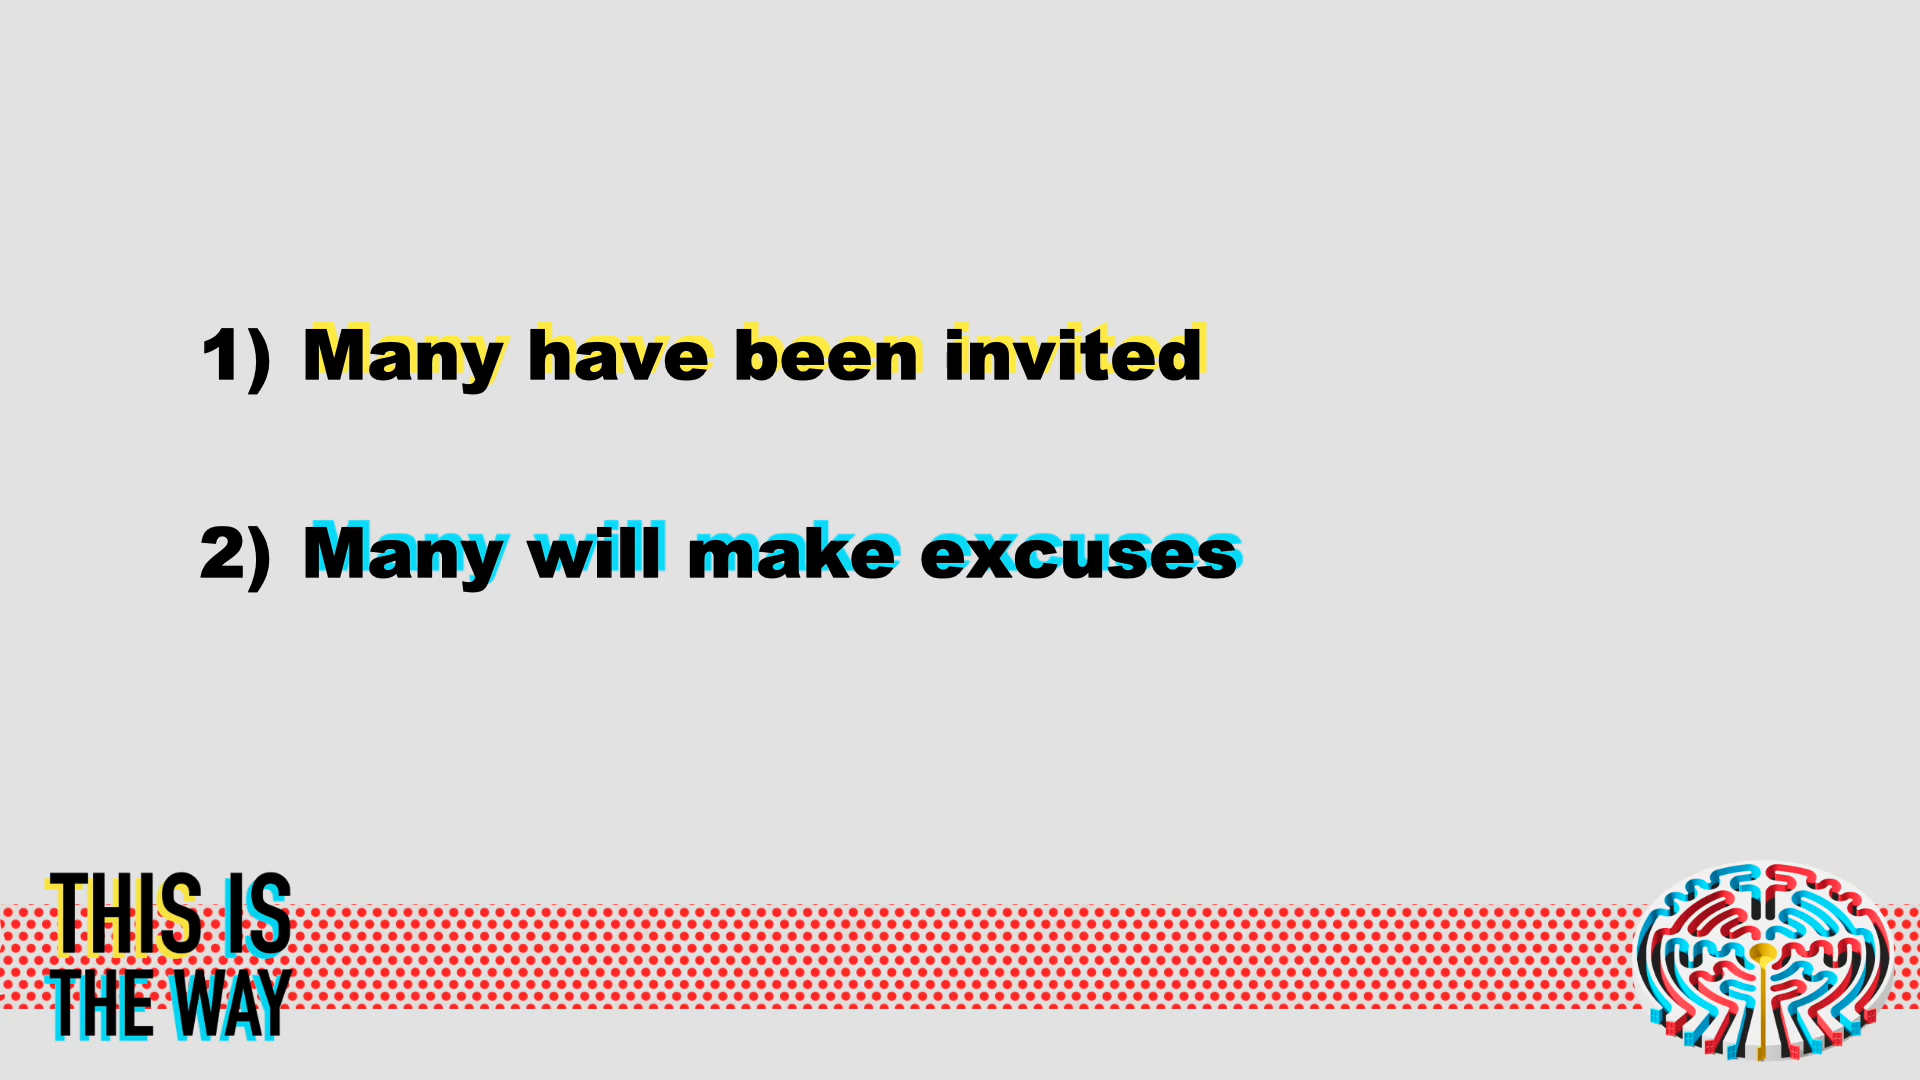 1) Many have been invited
2) Many will make excuses
THIS IS
THE WAY